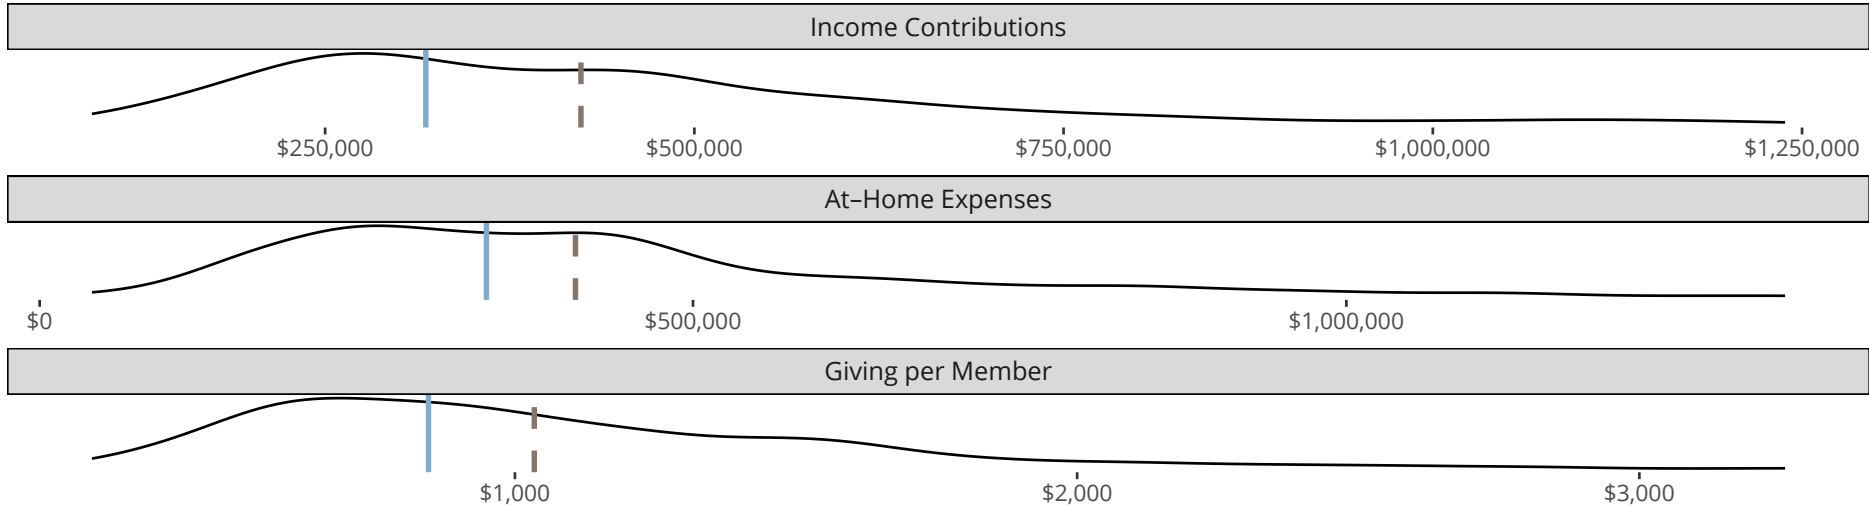 Income Contributions
$250,000 $500,000 $750,000 $1,000,000 $1,250,000
At–Home Expenses
$0 $500,000 $1,000,000
Giving per Member
$1,000 $2,000 $3,000